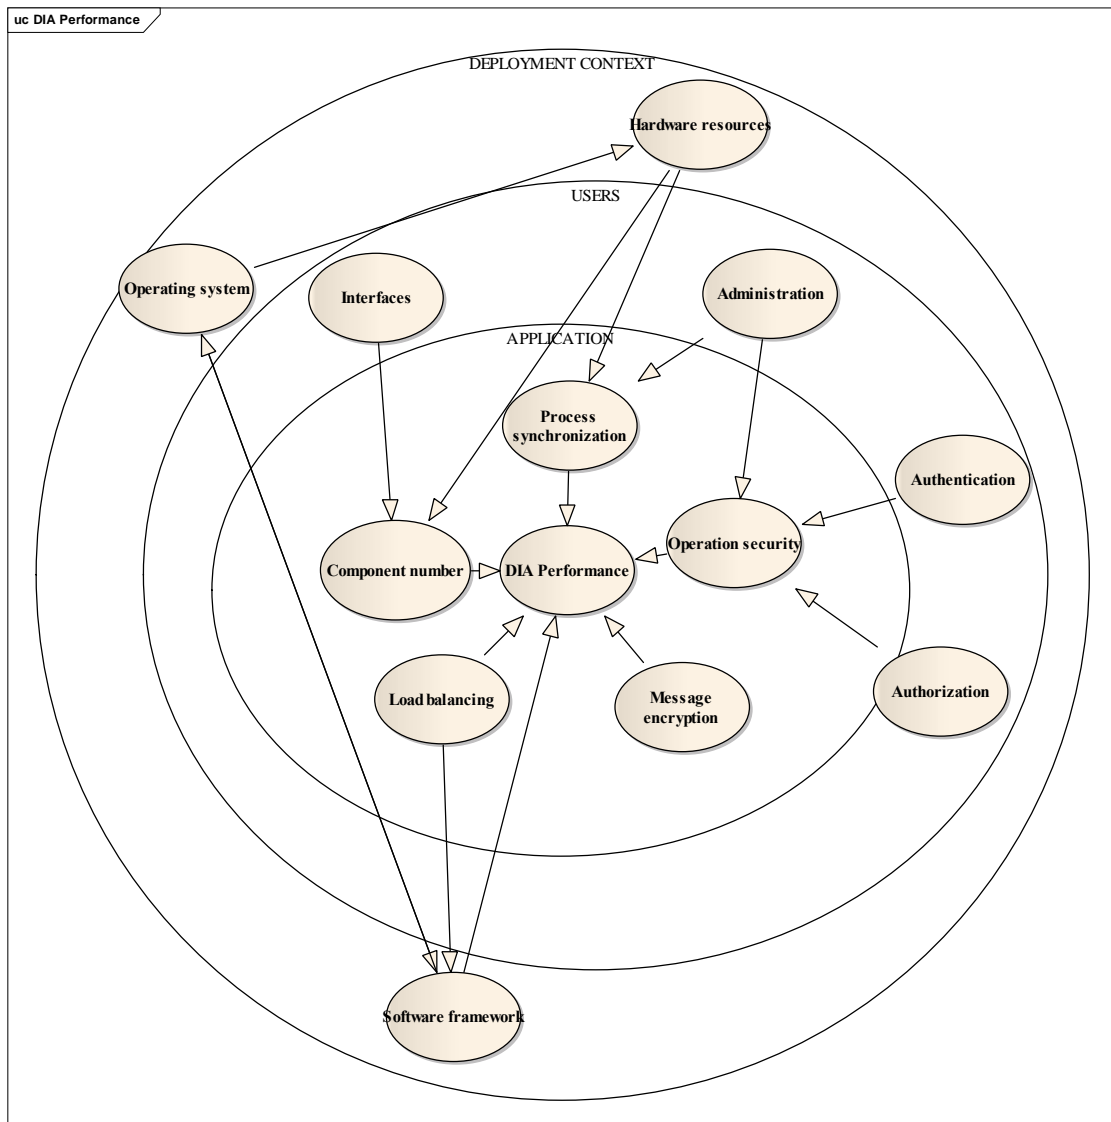 uc DIA Performance
DEPLOYMENT CONTEXT
Hardware resources
USERS
Operating system
Interfaces
Administration
APPLICATION
Process
synchronization
Authentication
Operation security
Component number
DIA Performance
Load balancing
Message
encryption
Authorization
Software framework